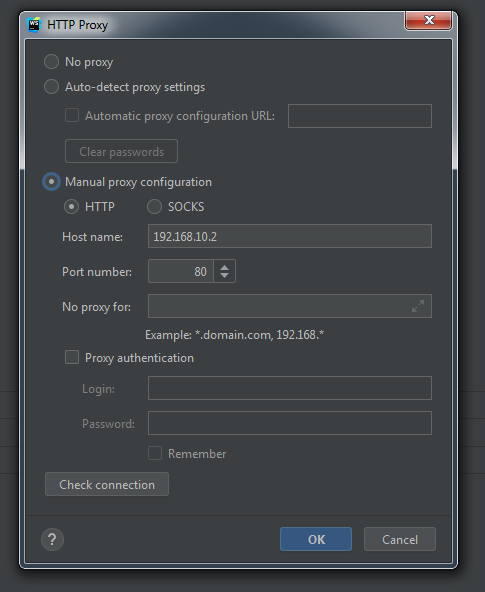 WS HTTP Proxy
No proxy
Auto-detect proxy settings
Automatic proxy configuration URL:
Clear passwords
Manual proxy configuration
HTTP SOCKS
Host name: 192.168.10.2
Port number: 80
No proxy for:
Example: *.domain.com, 192.168.*
Proxy authentication
Login:
Password:
Remember
Check connection
? OK Cancel